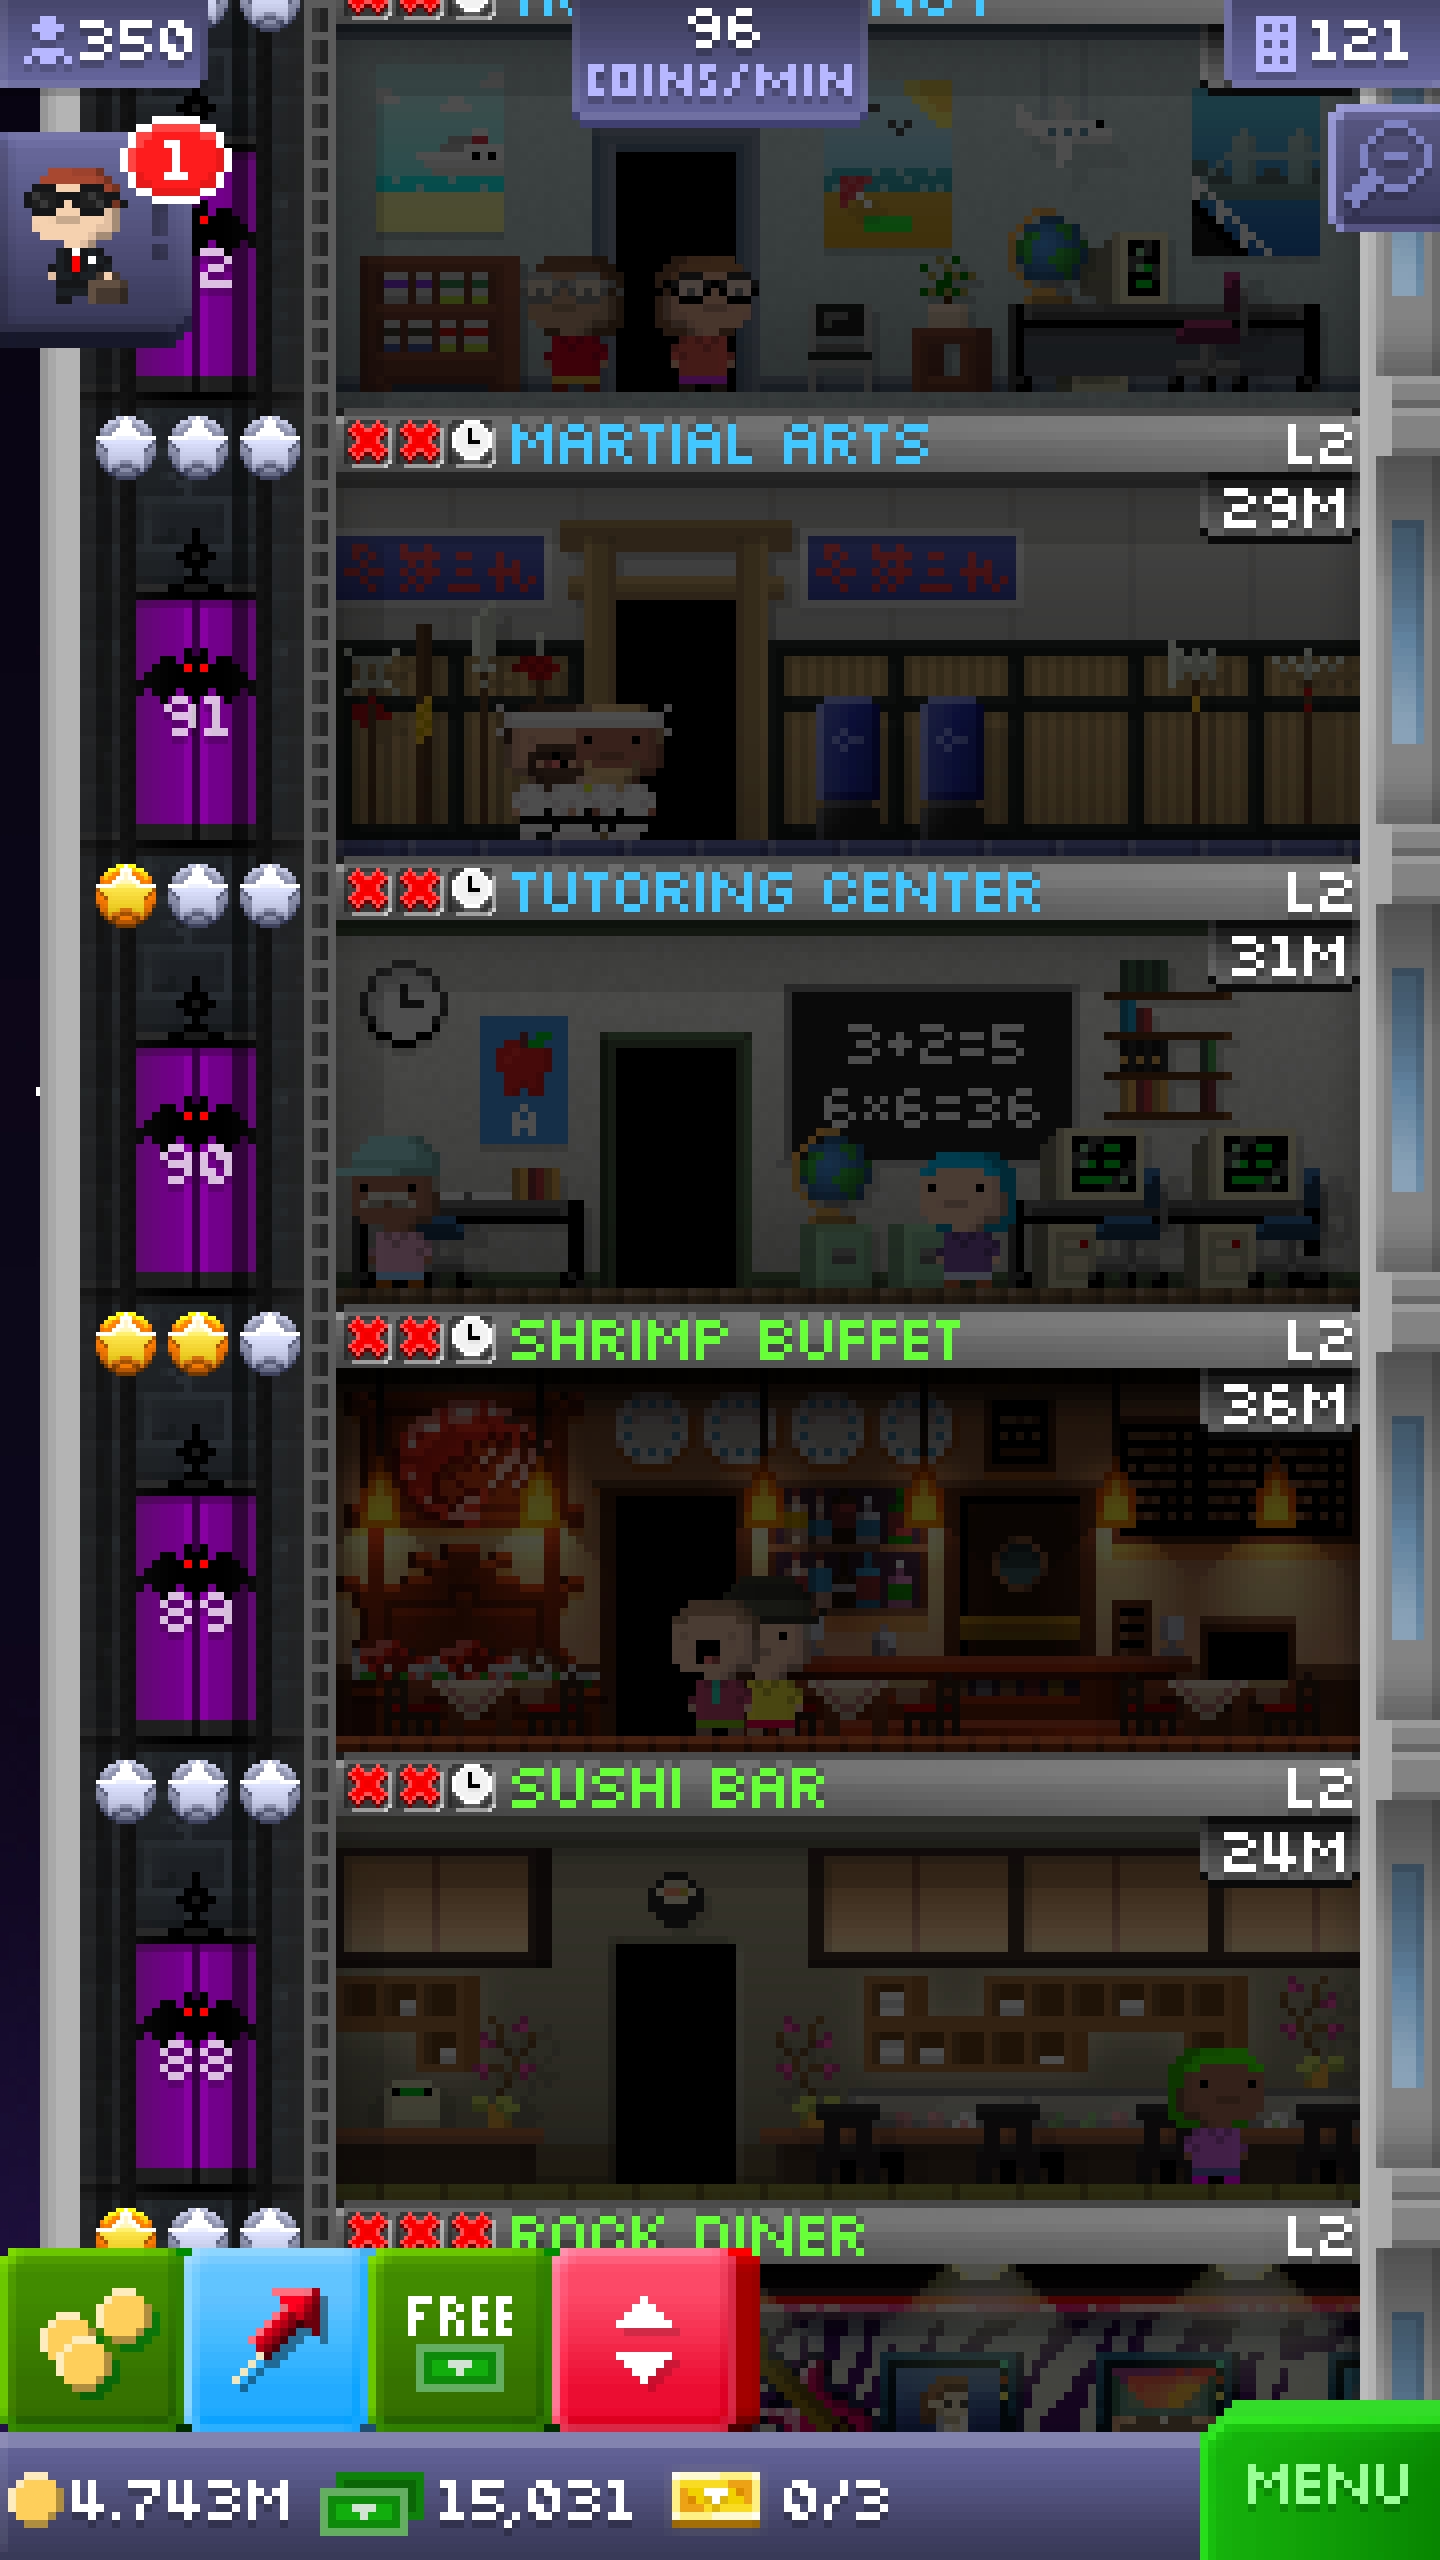 350
96
COINS/MIN
121
1
2
MARTIAL ARTS
L2
29M
91
TUTORING CENTER
L2
31M
3+2=5
6×6=36
A
90
SHRIMP BUFFET
L2
36M
89
SUSHI BAR
L2
24M
88
ROCK DINER
L2
FREE
4.743M
15,031
0/3
MENU